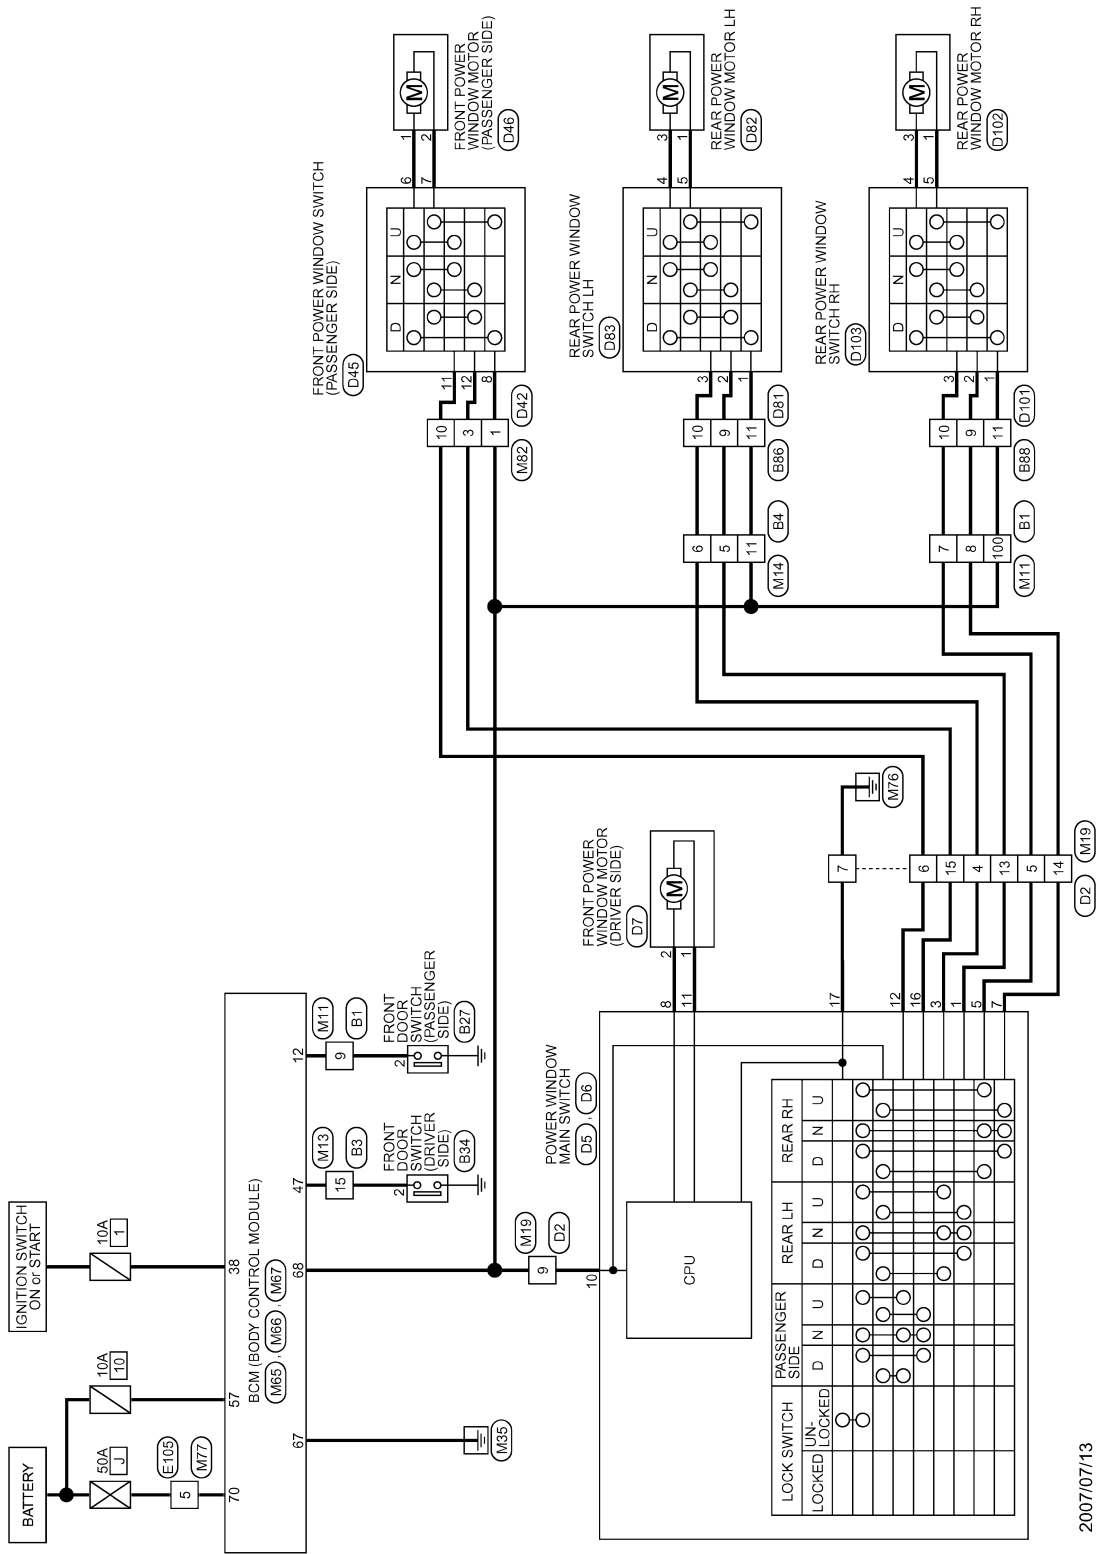 BATTERY
IGNITION SWITCH
ON or START
50A
J
10A
10
10A
1
5
E105
M77
70
57
38
BCM (BODY CONTROL MODULE)
M65 , M66 , M67
67
68
47
12
M35
M13
15
B3
2
FRONT
DOOR
SWITCH
(DRIVER
SIDE)
B34
M11
9
B1
2
FRONT
DOOR
SWITCH
(PASSENGER
SIDE)
B27
M19
9
D2
10
POWER WINDOW
MAIN SWITCH
D5 , D6
CPU
8
11
17
12
16
3
1
5
7
FRONT POWER
WINDOW MOTOR
(DRIVER SIDE)
D7
2
1
M
LOCK SWITCH
LOCKED
UN-
LOCKED
PASSENGER
SIDE
D
N
U
REAR LH
D
N
U
REAR RH
D
N
U
7
M76
6
15
4
13
5
14
D2
M19
FRONT POWER WINDOW SWITCH
(PASSENGER SIDE)
D45
M82
D42
10
3
1
11
12
8
D
N
U
6
7
1
2
M
FRONT POWER
WINDOW MOTOR
(PASSENGER SIDE)
D46
REAR POWER WINDOW
SWITCH LH
D83
M14
B4
6
5
11
B86
D81
10
9
11
3
2
1
D
N
U
4
5
3
1
M
REAR POWER
WINDOW MOTOR LH
D82
REAR POWER WINDOW
SWITCH RH
D103
M11
B1
7
8
100
B88
D101
10
9
11
3
2
1
D
N
U
4
5
3
1
M
REAR POWER
WINDOW MOTOR RH
D102
2007/07/13